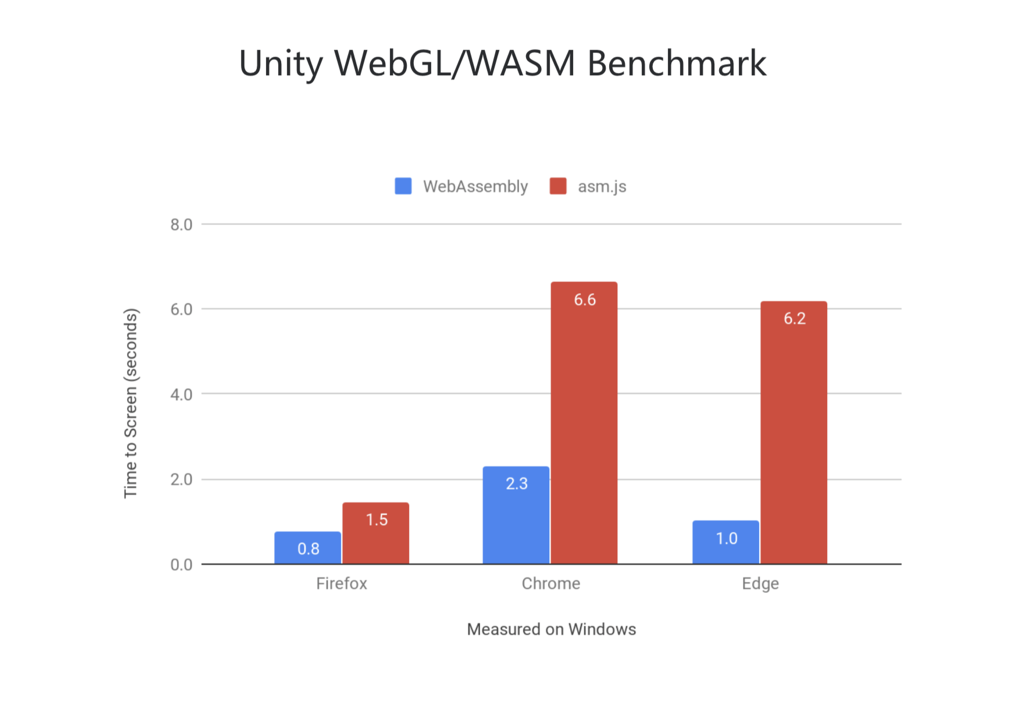 Unity WebGL/WASM Benchmark
WebAssembly asm.js
8.0
6.0
4.0
2.0
0.0
Time to Screen (seconds)
0.8
1.5
2.3
6.6
1.0
6.2
Firefox Chrome Edge
Measured on Windows